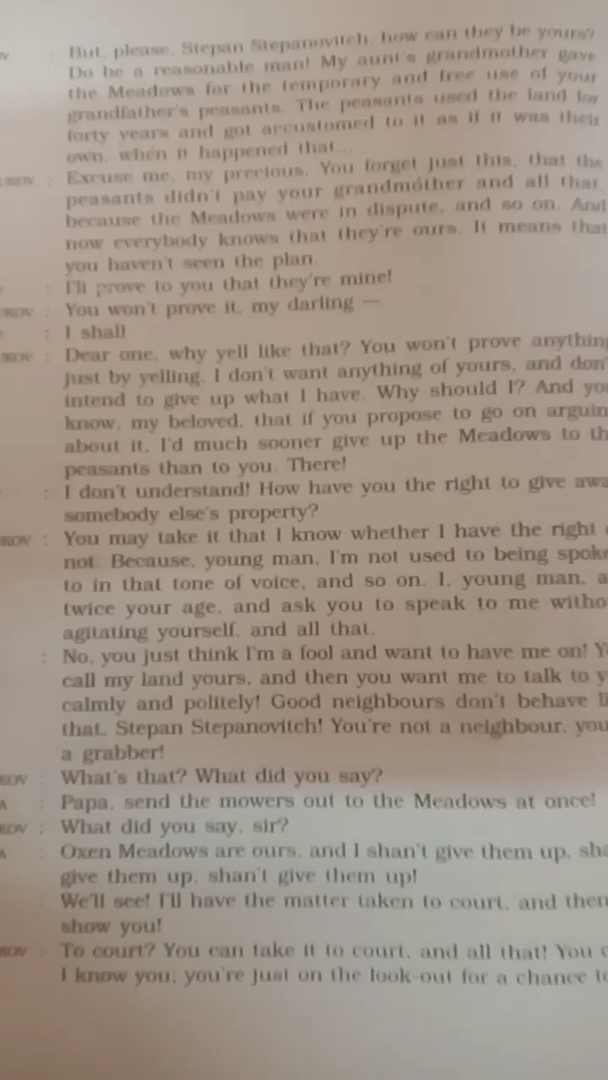 OV But, please, Stepan Stepanovitch, how can they be yours?
Do be a reasonable man! My aunt's grandmother gave
the Meadows for the temporary and free use of your
grandfather's peasants. The peasants used the land for
forty years and got accustomed to it as if it was their
own, when it happened that...
UKOV : Excuse me, my precious. You forget just this, that the
peasants didn't pay your grandmother and all that,
because the Meadows were in dispute, and so on. And
now everybody knows that they're ours. It means that
you haven't seen the plan.
: I'll prove to you that they're mine!
UKOV : You won't prove it, my darling —
: I shall
UKOV : Dear one, why yell like that? You won't prove anything
just by yelling. I don't want anything of yours, and don'
intend to give up what I have. Why should I? And you
know, my beloved, that if you propose to go on arguin
about it, I'd much sooner give up the Meadows to th
peasants than to you. There!
: I don't understand! How have you the right to give awa
somebody else's property?
KOV : You may take it that I know whether I have the right
not. Because, young man, I'm not used to being spoke
to in that tone of voice, and so on. I, young man, a
twice your age, and ask you to speak to me witho
agitating yourself, and all that.
: No, you just think I'm a fool and want to have me on! Y
call my land yours, and then you want me to talk to y
calmly and politely! Good neighbours don't behave li
that, Stepan Stepanovitch! You're not a neighbour, you
a grabber!
KOV : What's that? What did you say?
A : Papa, send the mowers out to the Meadows at once!
KOV : What did you say, sir?
A : Oxen Meadows are ours, and I shan't give them up, sha
give them up, shan't give them up!
: We'll see! I'll have the matter taken to court, and then
show you!
KOV : To court? You can take it to court, and all that! You c
I know you; you're just on the look-out for a chance to